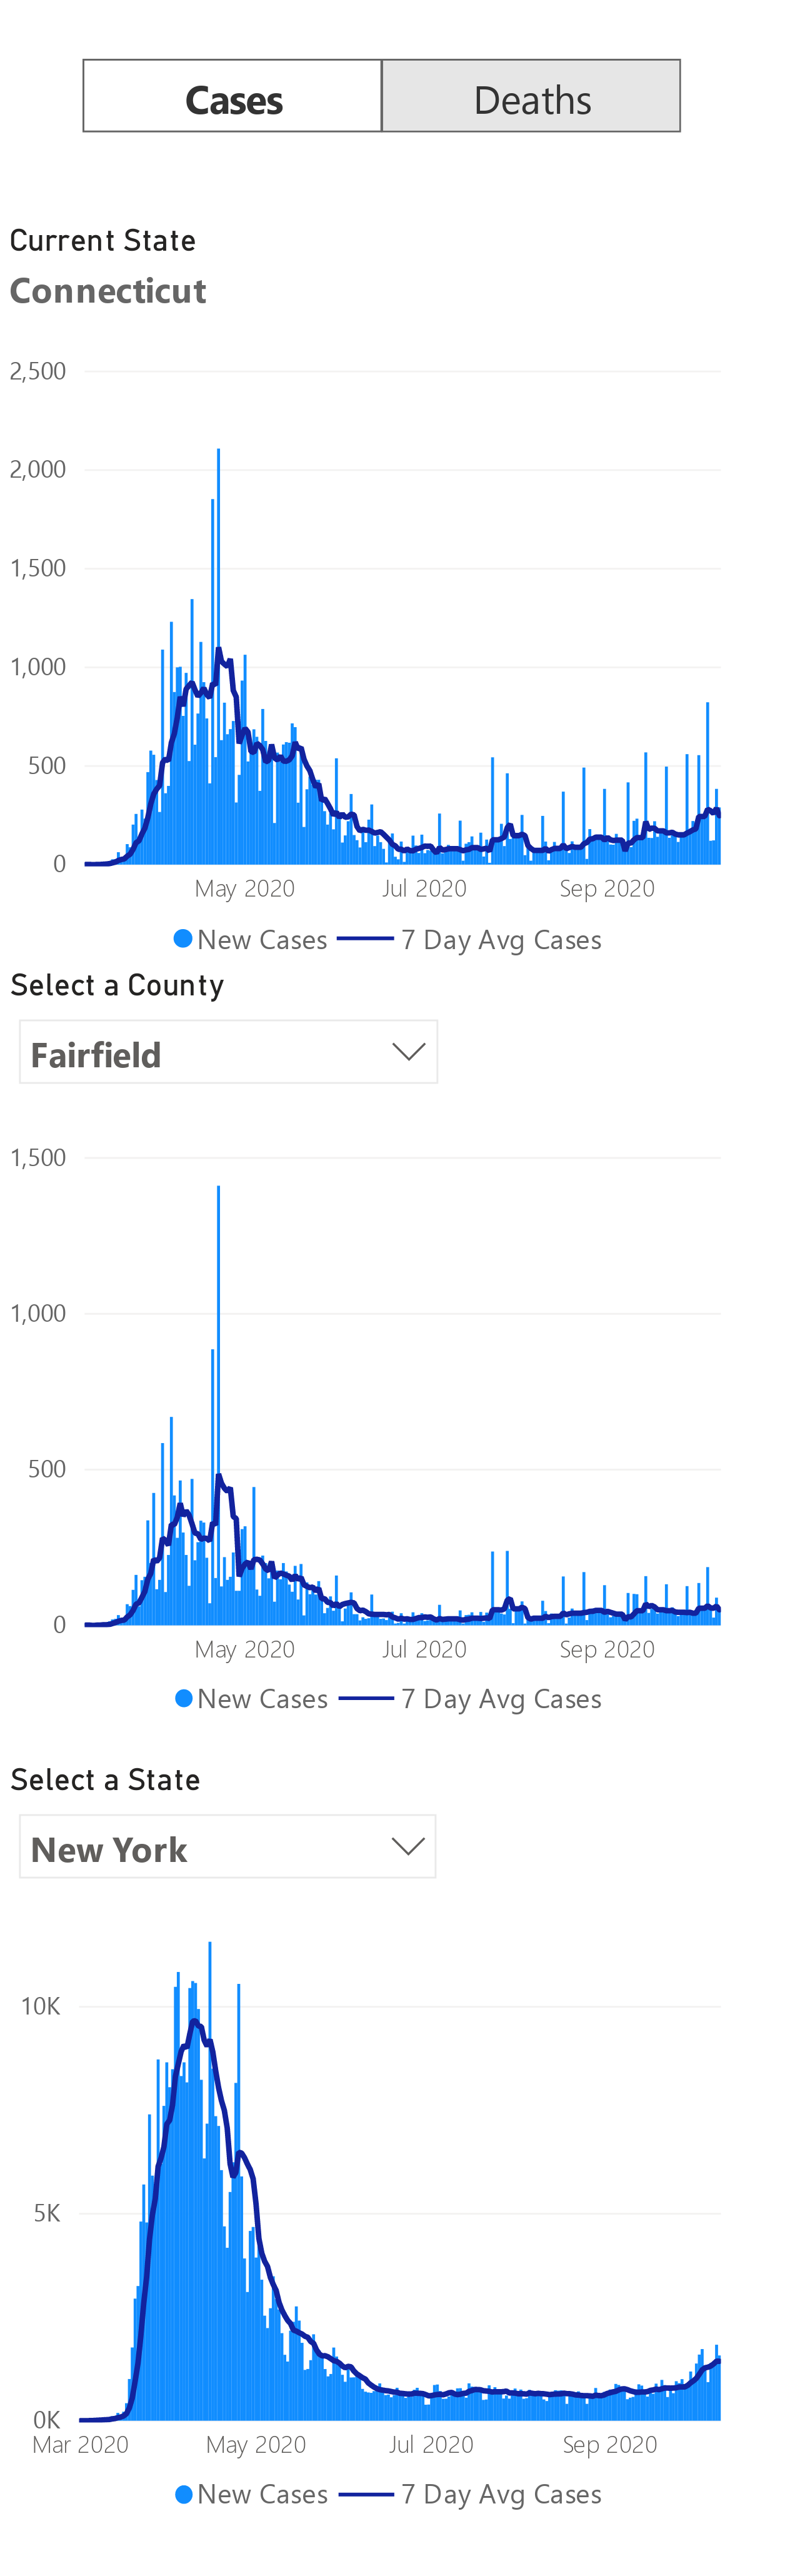 Cases Deaths
Current State
Connecticut
2,500
2,000
1,500
1,000
500
0
May 2020 Jul 2020 Sep 2020
New Cases 7 Day Avg Cases
Select a County
Fairfield
1,500
1,000
500
0
May 2020 Jul 2020 Sep 2020
New Cases 7 Day Avg Cases
Select a State
New York
10K
5K
0K
Mar 2020 May 2020 Jul 2020 Sep 2020
New Cases 7 Day Avg Cases